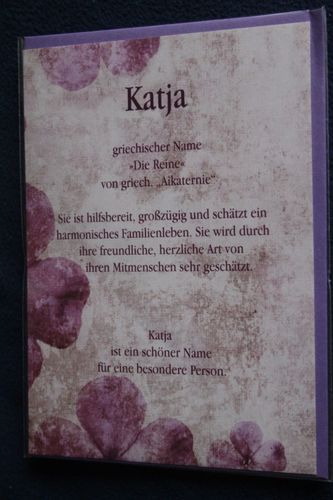 Katja
griechischer Name
»Die Reine«
von griech. „Aikaternie“
Sie ist hilfsbereit, großzügig und schätzt ein
harmonisches Familienleben. Sie wird durch
ihre freundliche, herzliche Art von
ihren Mitmenschen sehr geschätzt.
Katja
ist ein schöner Name
für eine besondere Person.